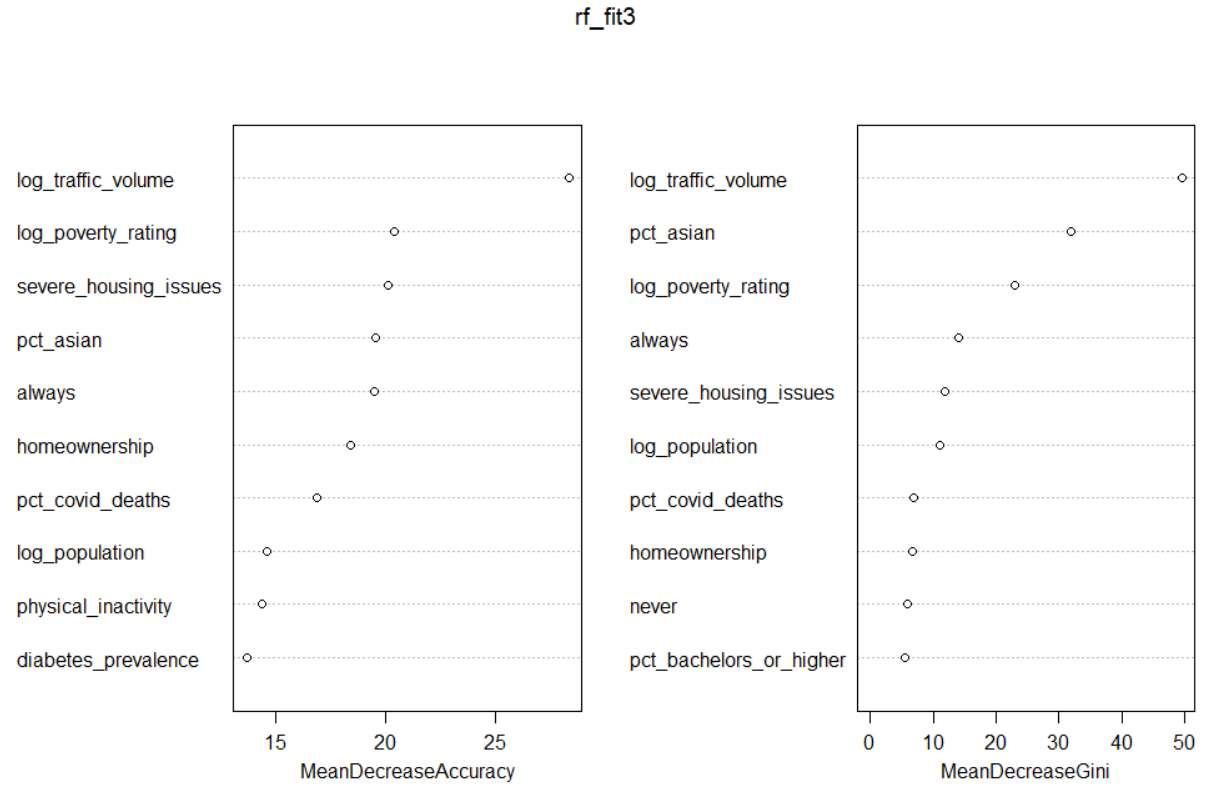 rf_fit3
log_traffic_volume
log_poverty_rating
severe_housing_issues
pct_asian
always
homeownership
pct_covid_deaths
log_population
physical_inactivity
diabetes_prevalence
15 20 25
MeanDecreaseAccuracy
log_traffic_volume
pct_asian
log_poverty_rating
always
severe_housing_issues
log_population
pct_covid_deaths
homeownership
never
pct_bachelors_or_higher
0 10 20 30 40 50
MeanDecreaseGini